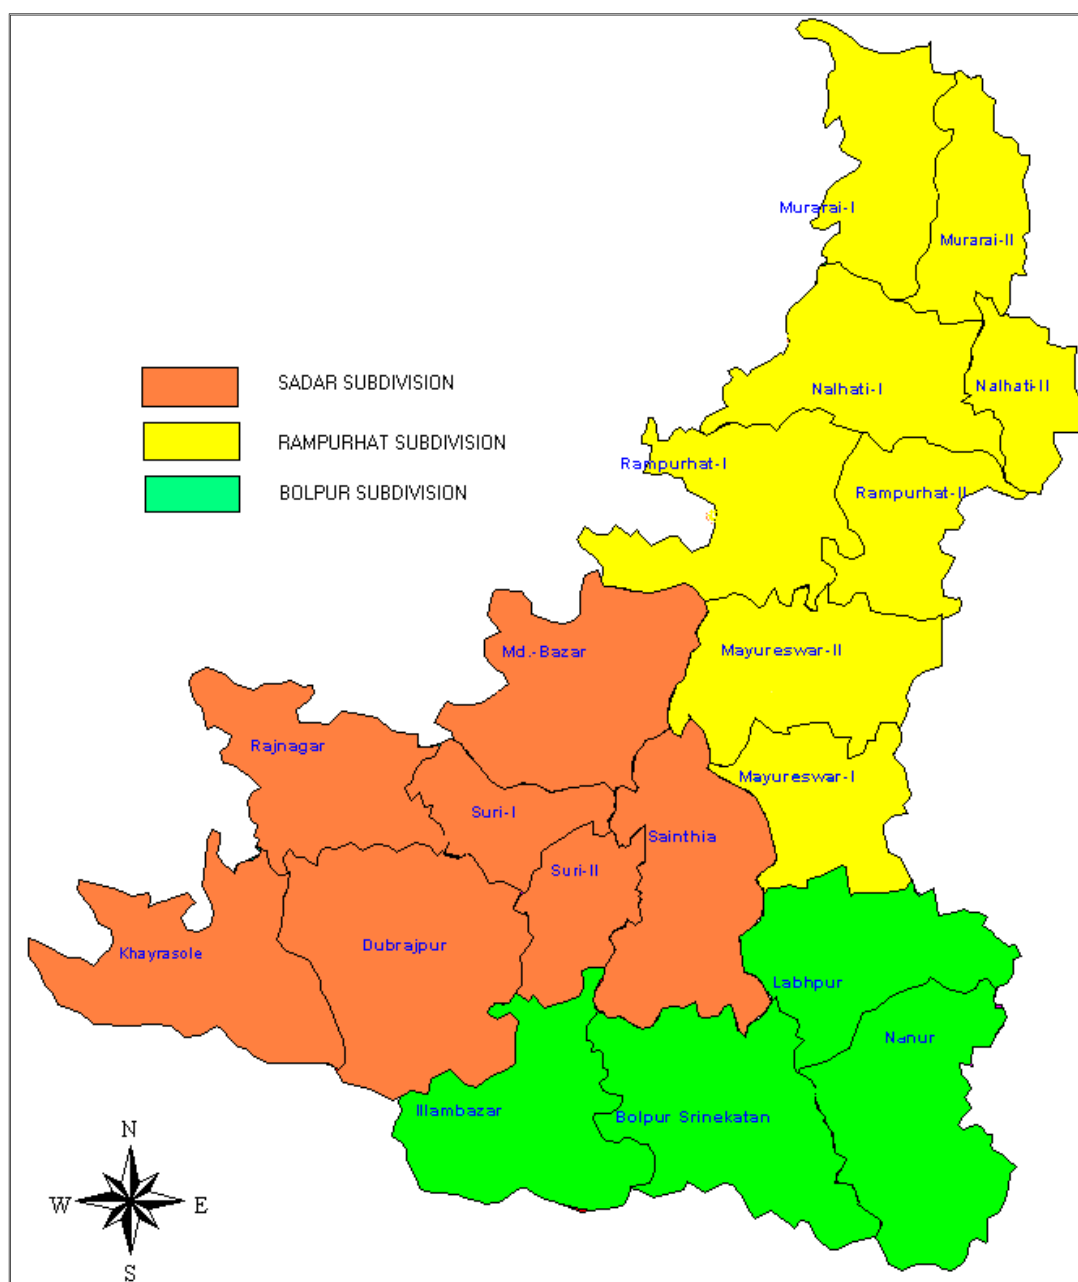 Murarai-I
Murarai-II
SADAR SUBDIVISION
Nalhati-I
Nalhati-II
RAMPURHAT SUBDIVISION
Rampurhat-I
BOLPUR SUBDIVISION
Rampurhat-II
Md.-Bazar
Mayureswar-II
Rajnagar
Mayureswar-I
Suri-I
Sainthia
Suri-II
Khayrasole
Dubrajpur
Labhpur
Nanur
Illambazar
Bolpur Srinekatan
N
W E
S